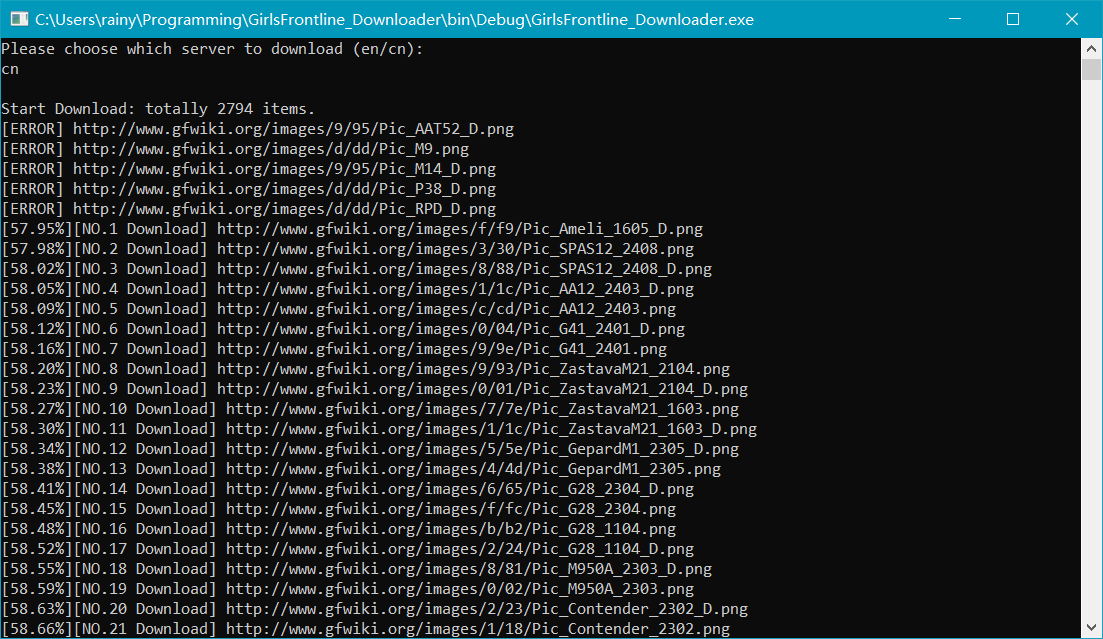 C:\Users\rainy\Programming\GirlsFrontline_Downloader\bin\Debug\GirlsFrontline_Downloader.exe
Please choose which server to download (en/cn):
cn
Start Download: totally 2794 items.
[ERROR] http://www.gfwiki.org/images/9/95/Pic_AAT52_D.png
[ERROR] http://www.gfwiki.org/images/d/dd/Pic_M9.png
[ERROR] http://www.gfwiki.org/images/9/95/Pic_M14_D.png
[ERROR] http://www.gfwiki.org/images/d/dd/Pic_P38_D.png
[ERROR] http://www.gfwiki.org/images/d/dd/Pic_RPD_D.png
[57.95%][NO.1 Download] http://www.gfwiki.org/images/f/f9/Pic_Ameli_1605_D.png
[57.98%][NO.2 Download] http://www.gfwiki.org/images/3/30/Pic_SPAS12_2408.png
[58.02%][NO.3 Download] http://www.gfwiki.org/images/8/88/Pic_SPAS12_2408_D.png
[58.05%][NO.4 Download] http://www.gfwiki.org/images/1/1c/Pic_AA12_2403_D.png
[58.09%][NO.5 Download] http://www.gfwiki.org/images/c/cd/Pic_AA12_2403.png
[58.12%][NO.6 Download] http://www.gfwiki.org/images/0/04/Pic_G41_2401_D.png
[58.16%][NO.7 Download] http://www.gfwiki.org/images/9/9e/Pic_G41_2401.png
[58.20%][NO.8 Download] http://www.gfwiki.org/images/9/93/Pic_ZastavaM21_2104.png
[58.23%][NO.9 Download] http://www.gfwiki.org/images/0/01/Pic_ZastavaM21_2104_D.png
[58.27%][NO.10 Download] http://www.gfwiki.org/images/7/7e/Pic_ZastavaM21_1603.png
[58.30%][NO.11 Download] http://www.gfwiki.org/images/1/1c/Pic_ZastavaM21_1603_D.png
[58.34%][NO.12 Download] http://www.gfwiki.org/images/5/5e/Pic_GepardM1_2305_D.png
[58.38%][NO.13 Download] http://www.gfwiki.org/images/4/4d/Pic_GepardM1_2305.png
[58.41%][NO.14 Download] http://www.gfwiki.org/images/6/65/Pic_G28_2304_D.png
[58.45%][NO.15 Download] http://www.gfwiki.org/images/f/fc/Pic_G28_2304.png
[58.48%][NO.16 Download] http://www.gfwiki.org/images/b/b2/Pic_G28_1104.png
[58.52%][NO.17 Download] http://www.gfwiki.org/images/2/24/Pic_G28_1104_D.png
[58.55%][NO.18 Download] http://www.gfwiki.org/images/8/81/Pic_M950A_2303_D.png
[58.59%][NO.19 Download] http://www.gfwiki.org/images/0/02/Pic_M950A_2303.png
[58.63%][NO.20 Download] http://www.gfwiki.org/images/2/23/Pic_Contender_2302_D.png
[58.66%][NO.21 Download] http://www.gfwiki.org/images/1/18/Pic_Contender_2302.png